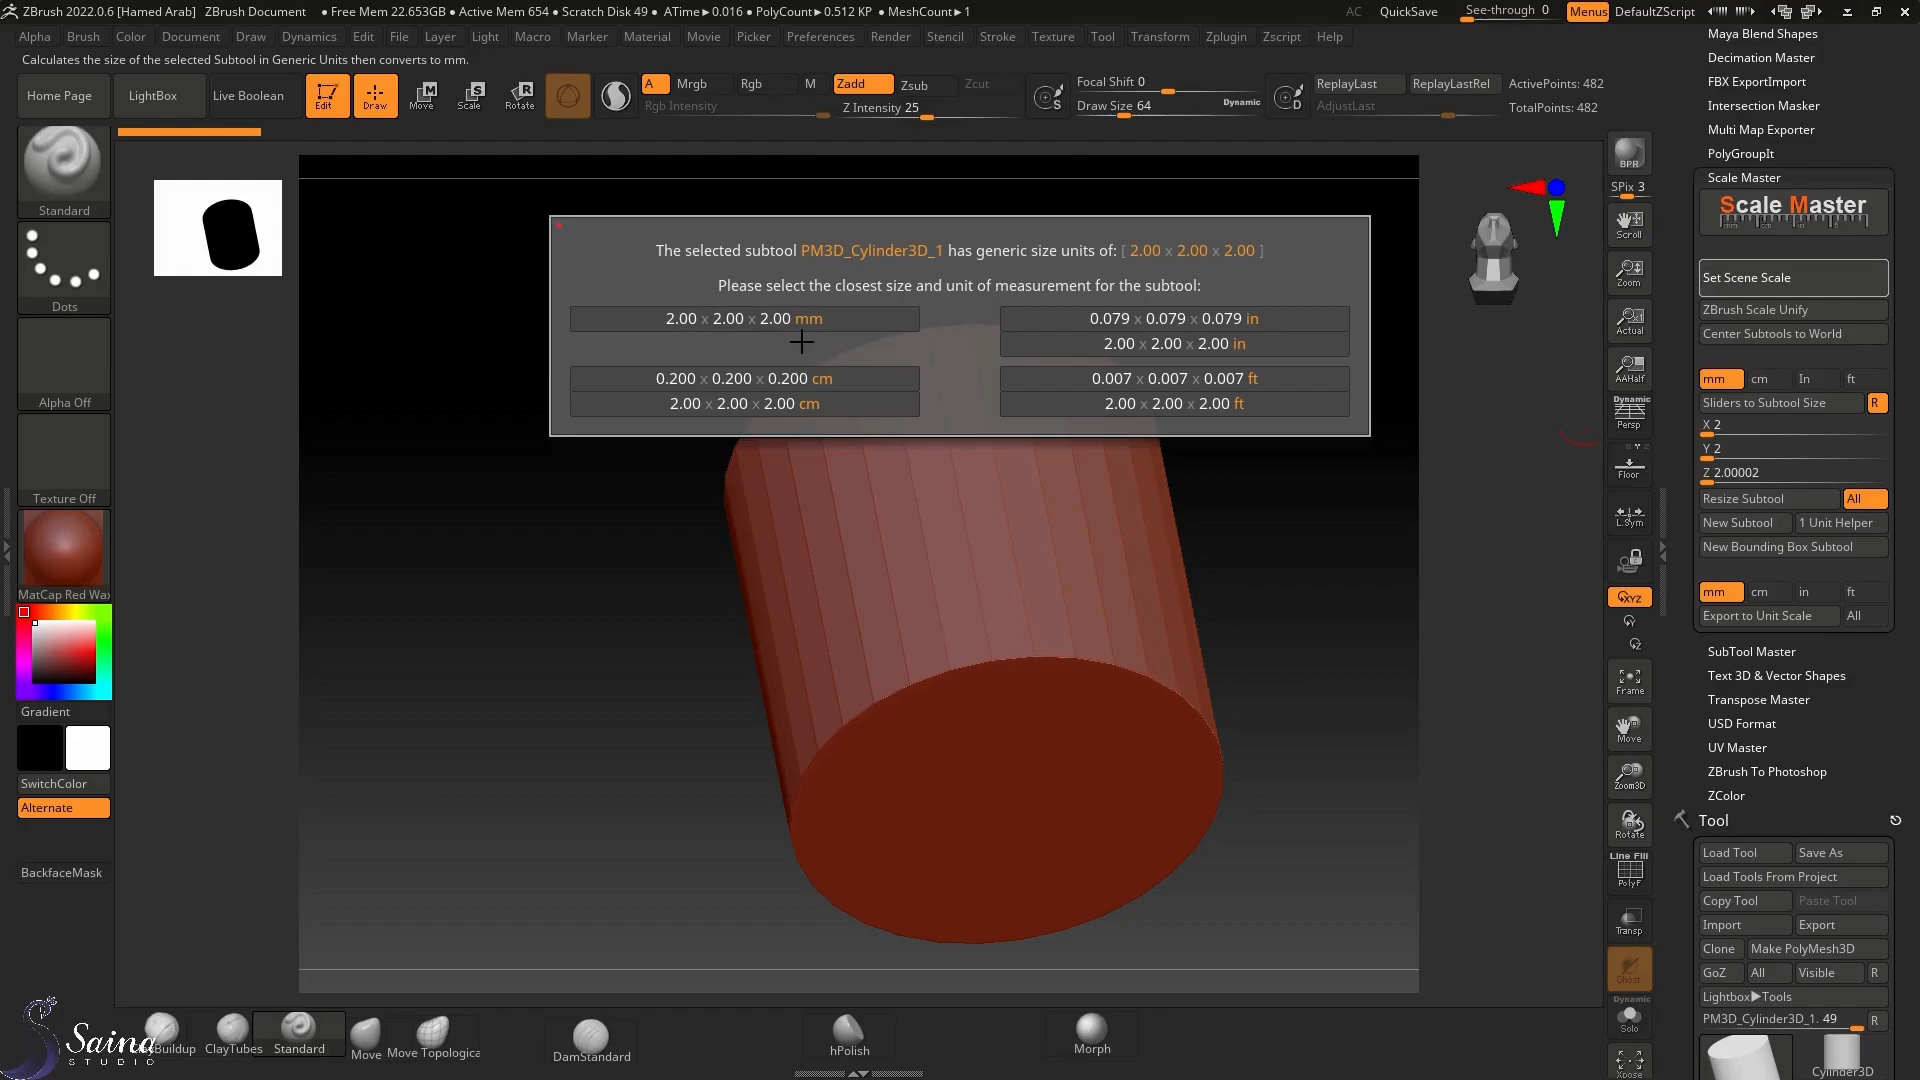 ZBrush 2022.0.6 [Hamed Arab] ZBrush Document • Free Mem 22.653GB • Active Mem 654 • Scratch Disk 49 • ATime►0.016 • PolyCount►0.512 KP • MeshCount►1 AC QuickSave See-through 0 Menus DefaultZScript
Alpha Brush Color Document Draw Dynamics Edit File Layer Light Macro Marker Material Movie Picker Preferences Render Stencil Stroke Texture Tool Transform Zplugin Zscript Help
Calculates the size of the selected Subtool in Generic Units then converts to mm.
Home Page LightBox Live Boolean Edit Draw Move Scale Rotate A Mrgb Rgb M Zadd Zsub Zcut Focal Shift 0 ReplayLast ReplayLastRel ActivePoints: 482
Rgb Intensity Z Intensity 25 S Draw Size 64 Dynamic D AdjustLast TotalPoints: 482
Standard
Dots
Alpha Off
Texture Off
MatCap Red Wax
Gradient
SwitchColor
Alternate
BackfaceMask
The selected subtool PM3D_Cylinder3D_1 has generic size units of: [ 2.00 x 2.00 x 2.00 ]
Please select the closest size and unit of measurement for the subtool:
2.00 x 2.00 x 2.00 mm
0.079 x 0.079 x 0.079 in
2.00 x 2.00 x 2.00 in
0.200 x 0.200 x 0.200 cm
0.007 x 0.007 x 0.007 ft
2.00 x 2.00 x 2.00 cm
2.00 x 2.00 x 2.00 ft
BPR
SPix 3
Scroll
Zoom
Actual
AAHalf
Dynamic
Persp
Floor
L.Sym
XYZ
Y
Z
Frame
Move
Zoom3D
Rotate
Line Fill
PolyF
Transp
Ghost
Dynamic
Solo
Xpose
Maya Blend Shapes
Decimation Master
FBX ExportImport
Intersection Masker
Multi Map Exporter
PolyGroupIt
Scale Master
Scale Master
mm cm in ft
Set Scene Scale
ZBrush Scale Unify
Center Subtools to World
mm cm In ft
Sliders to Subtool Size R
X 2
Y 2
Z 2.00002
Resize Subtool All
New Subtool 1 Unit Helper
New Bounding Box Subtool
mm cm in ft
Export to Unit Scale All
SubTool Master
Text 3D & Vector Shapes
Transpose Master
USD Format
UV Master
ZBrush To Photoshop
ZColor
Tool
Load Tool Save As
Load Tools From Project
Copy Tool Paste Tool
Import Export
Clone Make PolyMesh3D
GoZ All Visible R
Lightbox►Tools
PM3D_Cylinder3D_1. 49 R
Cylinder3D
ClayBuildup ClayTubes Standard Move Move Topologica DamStandard hPolish Morph
Saina
STUDIO